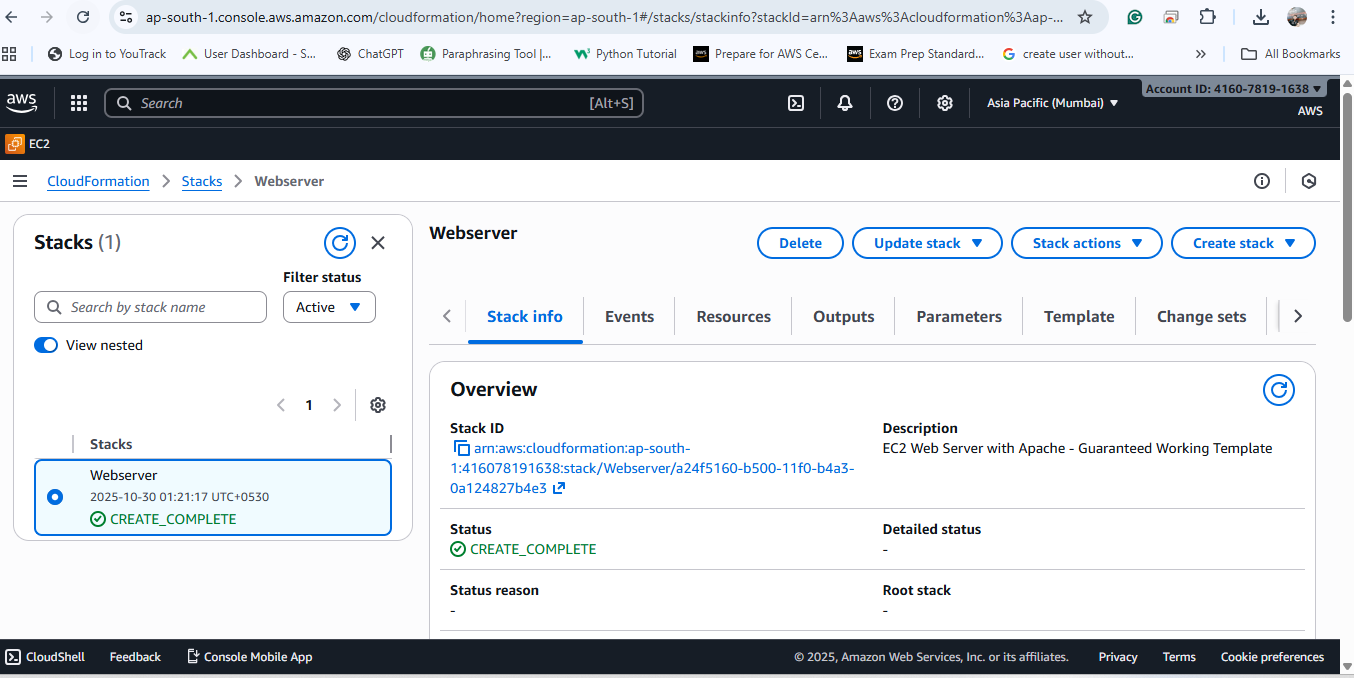 ap-south-1.console.aws.amazon.com/cloudformation/home?region=ap-south-1#/stacks/stackinfo?stackId=arn%3Aaws%3Acloudformation%3Aap-...
Log in to YouTrack
User Dashboard - S...
ChatGPT
Paraphrasing Tool |...
Python Tutorial
Prepare for AWS Ce...
Exam Prep Standard...
create user without...
»
All Bookmarks
aws
Search
[Alt+S]
Asia Pacific (Mumbai)
Account ID: 4160-7819-1638
AWS
EC2
CloudFormation
Stacks
Webserver
Stacks (1)
Filter status
Search by stack name
Active
View nested
1
Stacks
Webserver
2025-10-30 01:21:17 UTC+0530
CREATE_COMPLETE
Webserver
Delete
Update stack
Stack actions
Create stack
Stack info
Events
Resources
Outputs
Parameters
Template
Change sets
Overview
Stack ID
arn:aws:cloudformation:ap-south-
1:416078191638:stack/Webserver/a24f5160-b500-11f0-b4a3-
0a124827b4e3
Description
EC2 Web Server with Apache - Guaranteed Working Template
Status
CREATE_COMPLETE
Detailed status
-
Status reason
-
Root stack
-
CloudShell
Feedback
Console Mobile App
© 2025, Amazon Web Services, Inc. or its affiliates.
Privacy
Terms
Cookie preferences